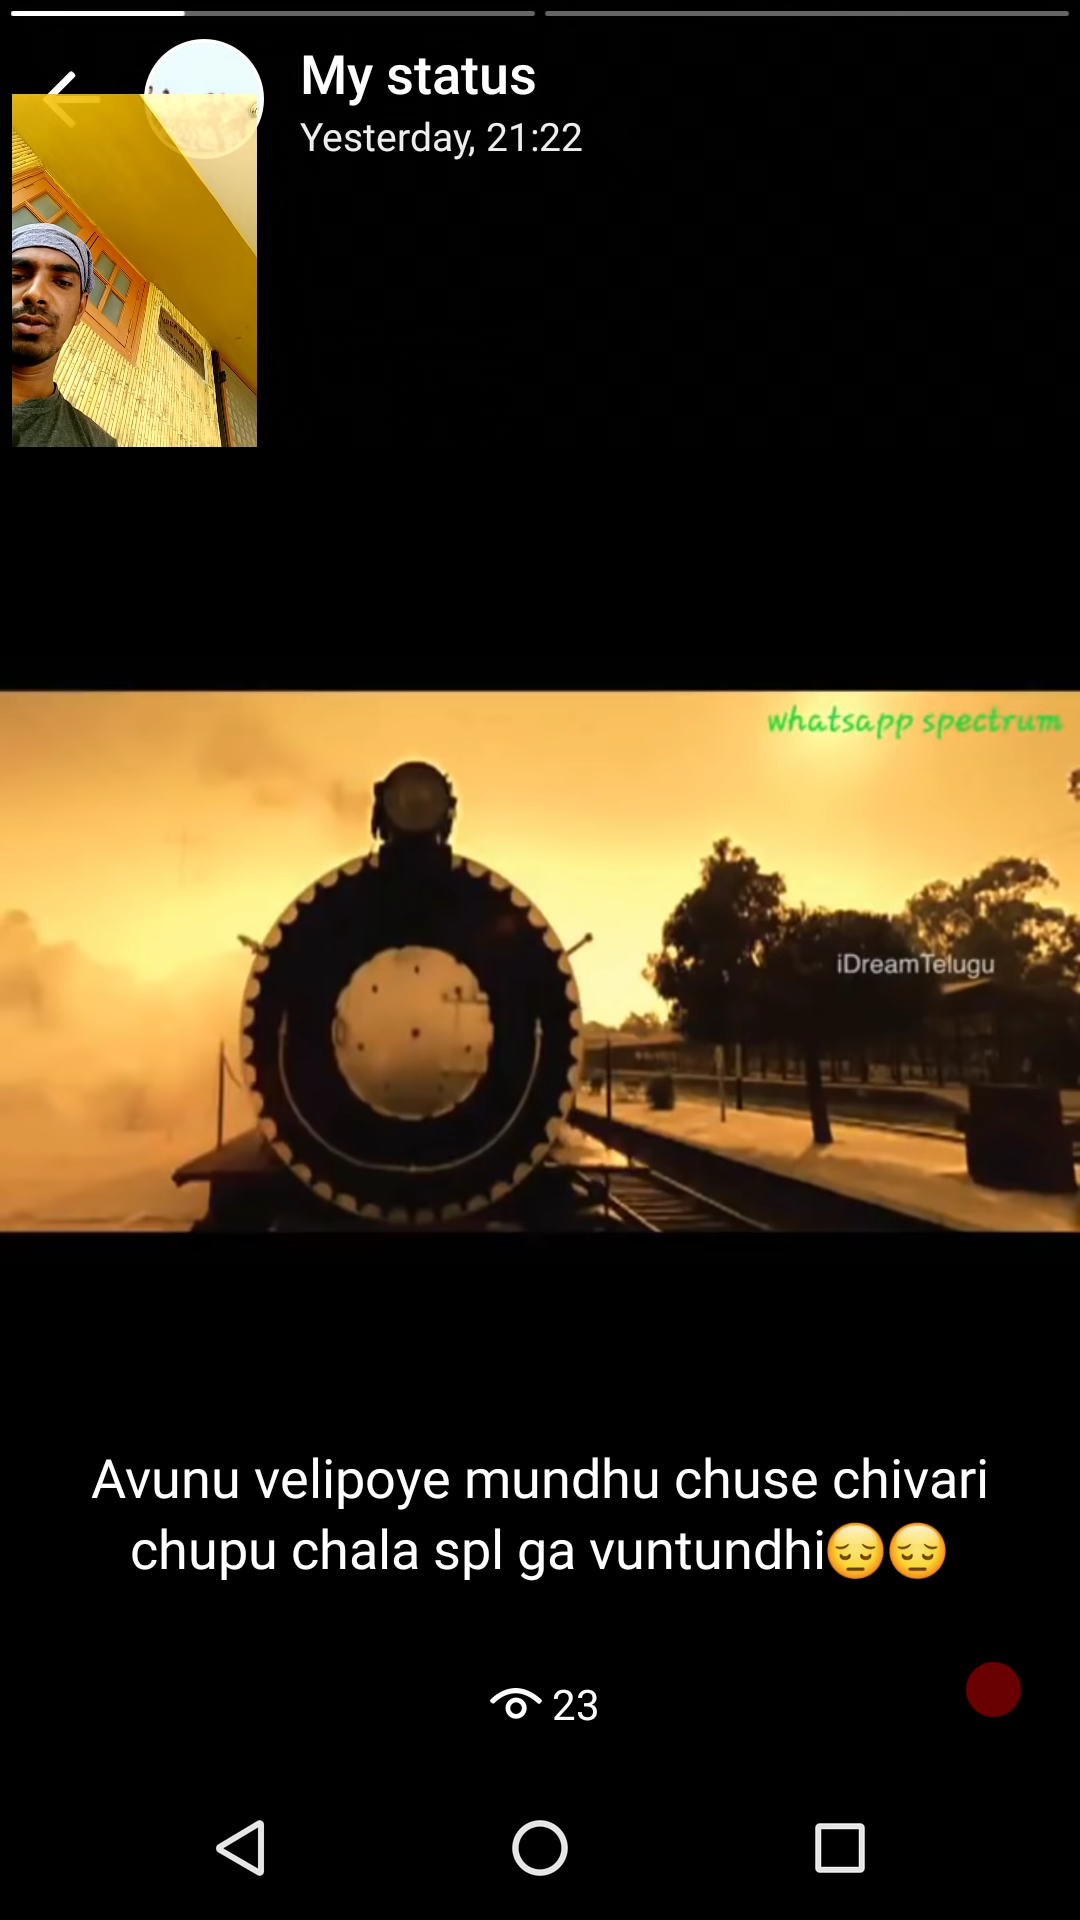 My status
Yesterday, 21:22
whatsapp spectrum
iDreamTelugu
Avunu velipoye mundhu chuse chivari
chupu chala spl ga vuntundhi😔😔
23